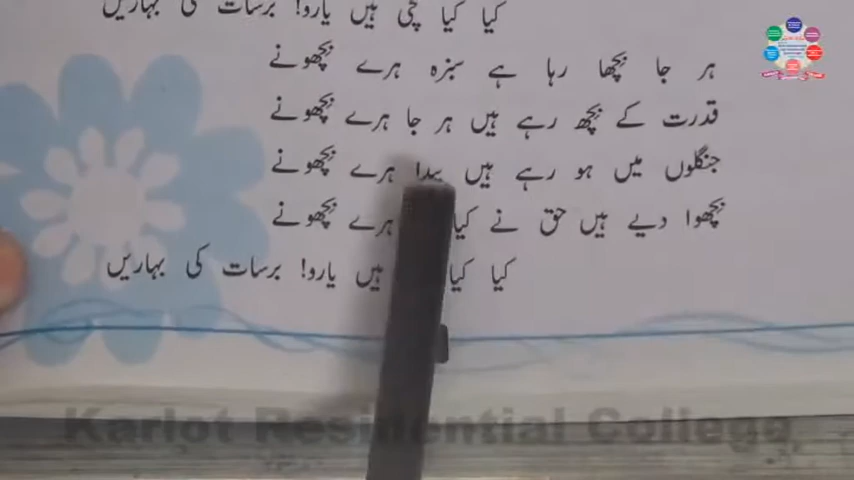 کیا کیا مچی ہیں یارو! برسات کی بہاریں
ہر جا بچھا رہا ہے سبزہ ہرے بچھونے
قدرت کے بچھ رہے ہیں ہر جا ہرے بچھونے
جنگلوں میں ہو رہے ہیں پیدا ہرے بچھونے
بچھوا دیے ہیں حق نے کیا ہرے بچھونے
کیا کیا ہیں یارو! برسات کی بہاریں
Karlot Residential College